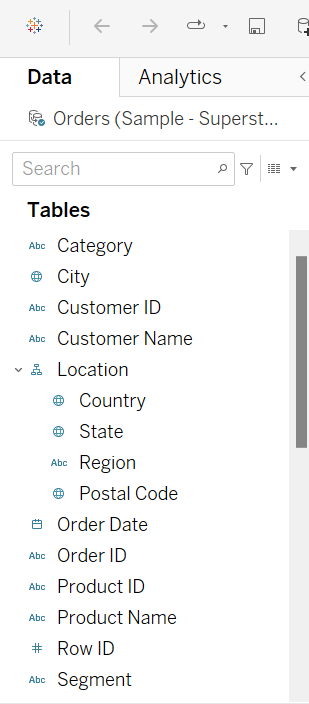 Data Analytics
Orders (Sample - Superst...
Search
Tables
Abc Category
City
Abc Customer ID
Abc Customer Name
Location
Country
State
Abc Region
Postal Code
Order Date
Abc Order ID
Abc Product ID
Abc Product Name
# Row ID
Abc Segment